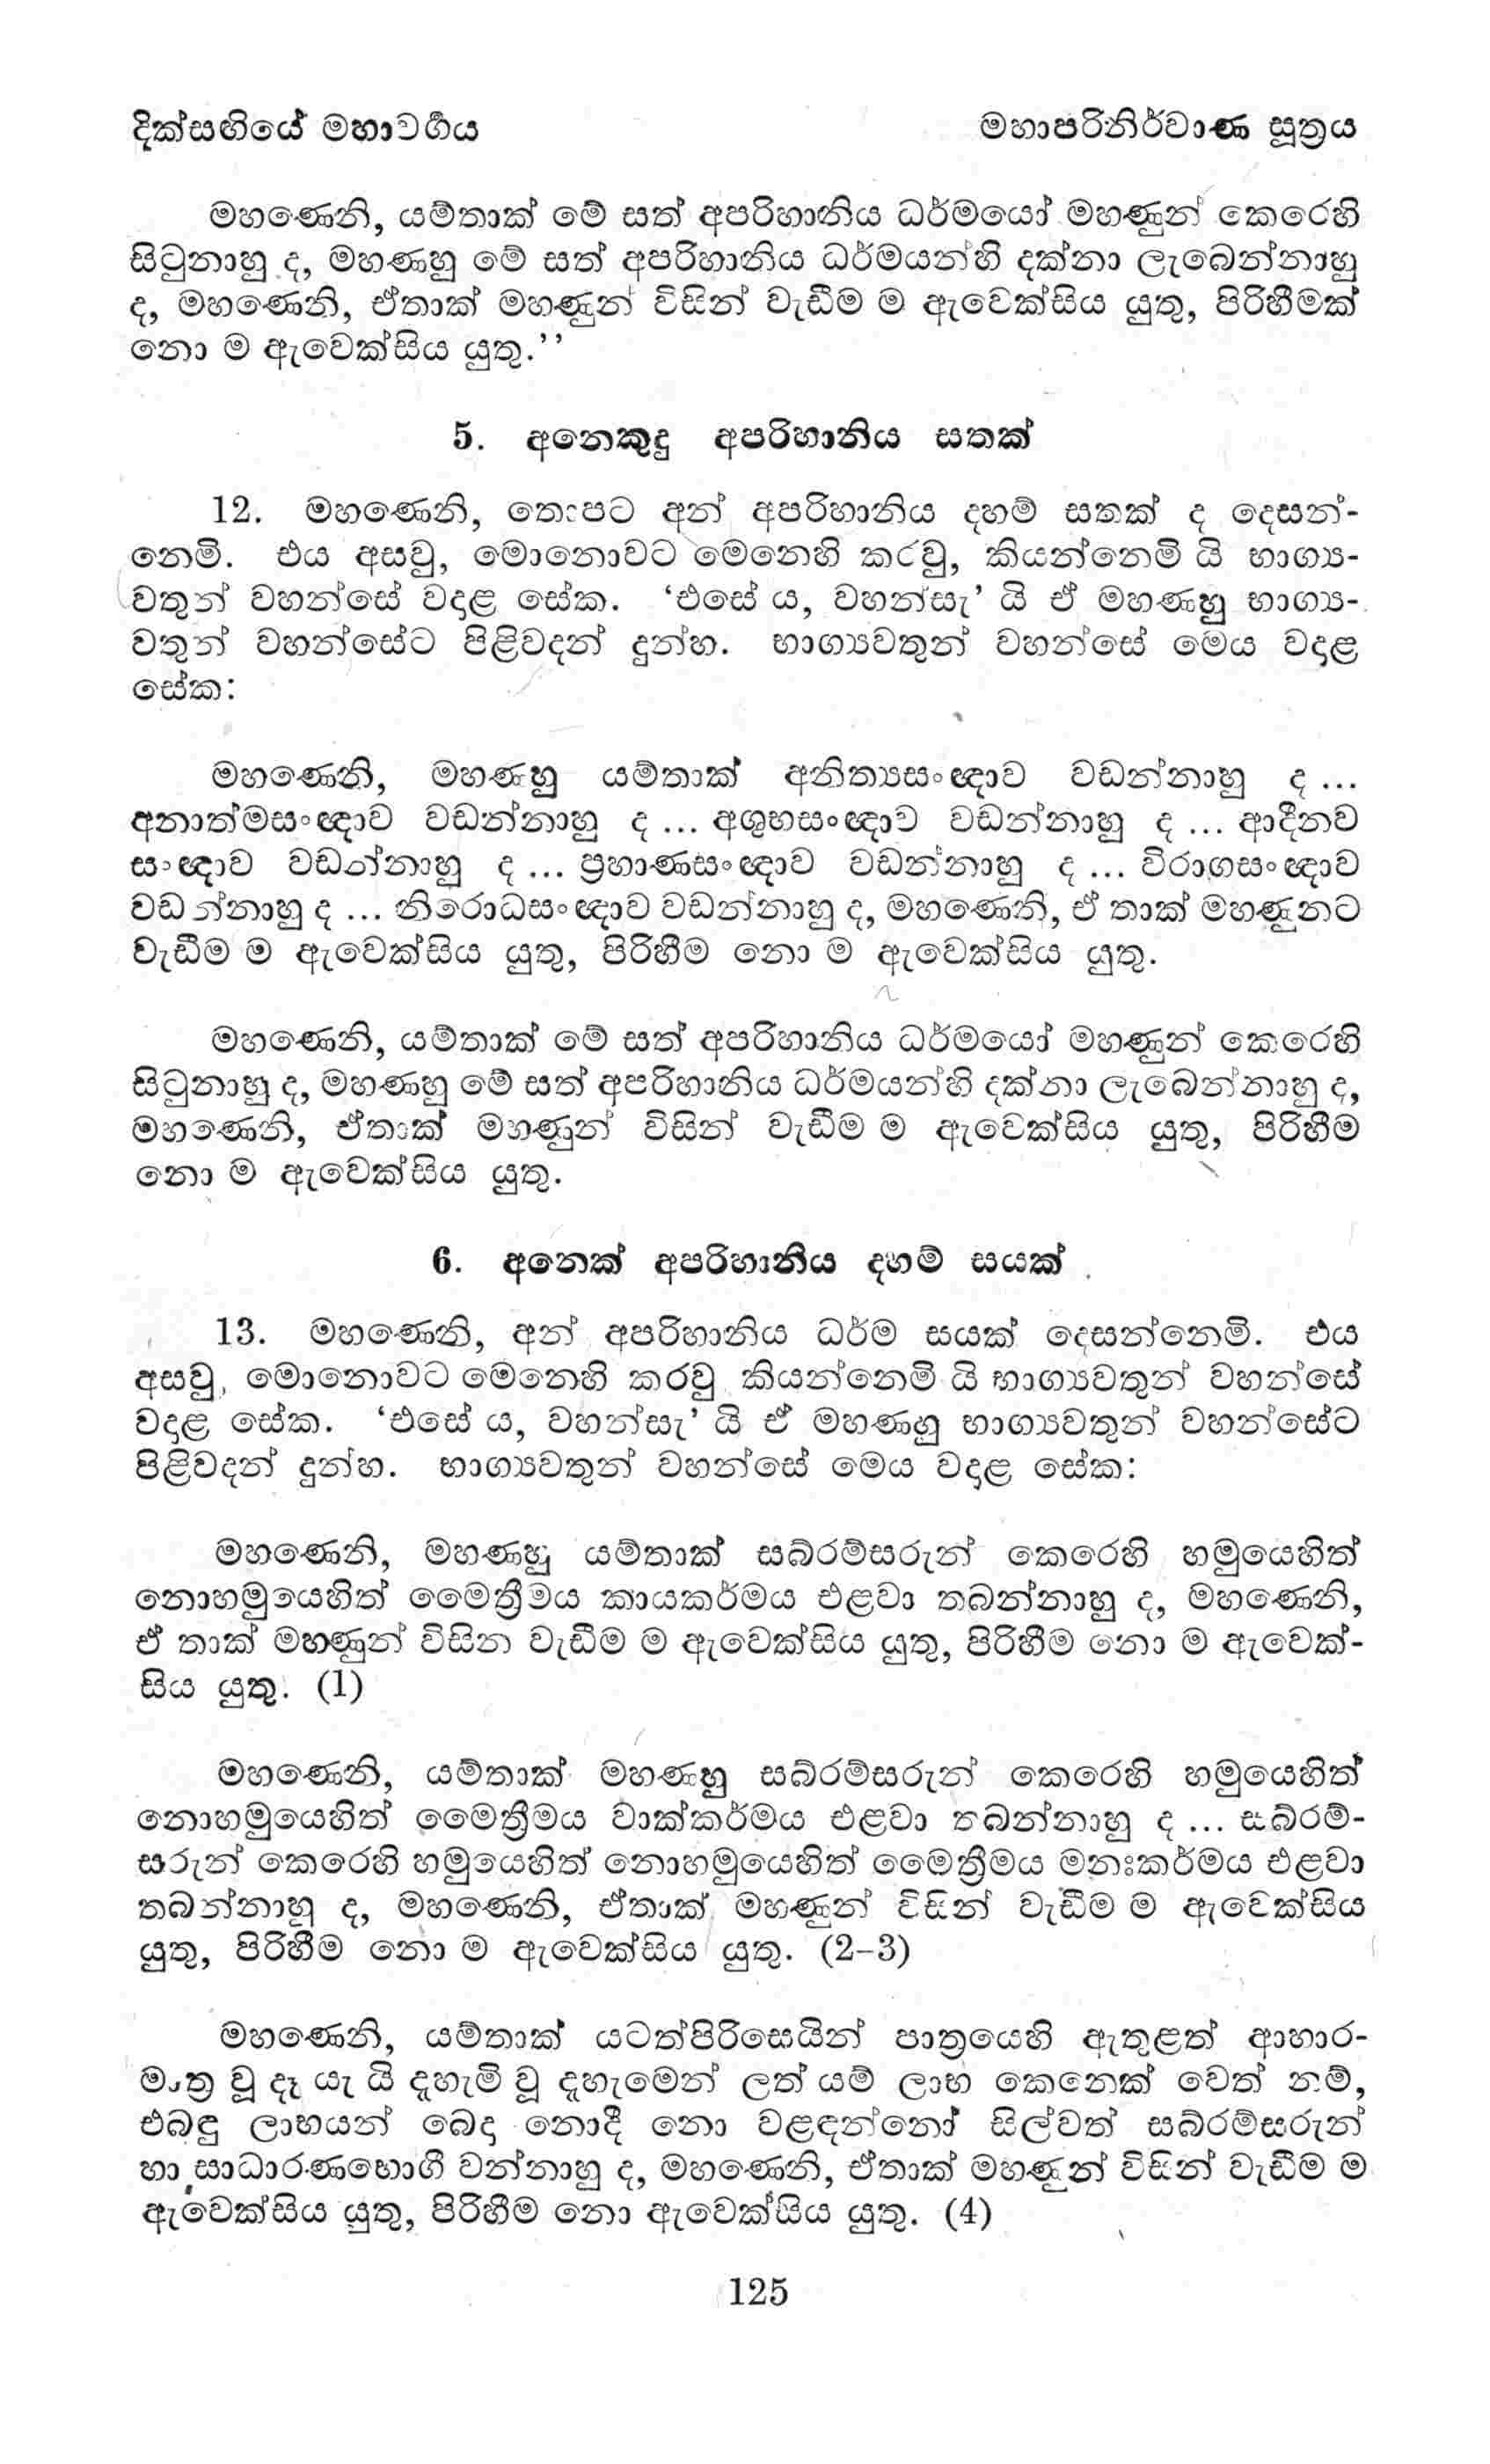 දික්සඟියේ මහාවර්‍ගය
මහාපරිනිර්වාණ සූත්‍රය
මහණෙනි, යම්තාක් මේ සත් අපරිහානිය ධර්මයෝ මහණුන් කෙරෙහි
සිටුනාහු ද, මහණහු මේ සත් අපරිහානිය ධර්මයන්හි දක්නා ලැබෙන්නාහු
ද, මහණෙනි, ඒතාක් මහණුන් විසින් වැඩීම ම ඇවෙක්සිය යුතු, පිරිහීමක්
නො ම ඇවෙක්සිය යුතු.’’
5. අනෙකුදු අපරිහානිය සතක්
12. මහණෙනි, තොපට අන් අපරිහානිය දහම් සතක් ද දෙසන්-
නෙමි. එය අසවු, මොනොවට මෙනෙහි කරවු, කියන්නෙමි යි භාග්‍ය-
වතුන් වහන්සේ වදාළ සේක. ‘එසේ ය, වහන්සැ’ යි ඒ මහණහු භාග්‍ය-
වතුන් වහන්සේට පිළිවදන් දුන්හ. භාග්‍යවතුන් වහන්සේ මෙය වදාළ
සේක:
මහණෙනි, මහණහු යම්තාක් අනිත්‍යසංඥාව වඩන්නාහු ද ...
අනාත්මසංඥාව වඩන්නාහු ද ... අශුභසංඥාව වඩන්නාහු ද ... ආදීනව
සංඥාව වඩන්නාහු ද ... ප්‍රහාණසංඥාව වඩන්නාහු ද ... විරාගසංඥාව
වඩන්නාහු ද ... නිරොධසංඥාව වඩන්නාහු ද, මහණෙනි, ඒ තාක් මහණුනට
වැඩීම ම ඇවෙක්සිය යුතු, පිරිහීම නො ම ඇවෙක්සිය යුතු.
මහණෙනි, යම්තාක් මේ සත් අපරිහානිය ධර්මයෝ මහණුන් කෙරෙහි
සිටුනාහු ද, මහණහු මේ සත් අපරිහානිය ධර්මයන්හි දක්නා ලැබෙන්නාහු ද,
මහණෙනි, ඒතාක් මහණුන් විසින් වැඩීම ම ඇවෙක්සිය යුතු, පිරිහීම
නො ම ඇවෙක්සිය යුතු.
6. අනෙක් අපරිහානිය දහම් සයක්
13. මහණෙනි, අන් අපරිහානිය ධර්ම සයක් දෙසන්නෙමි. එය
අසවු, මොනොවට මෙනෙහි කරවු කියන්නෙමි යි භාග්‍යවතුන් වහන්සේ
වදාළ සේක. ‘එසේ ය, වහන්සැ’ යි ඒ මහණහු භාග්‍යවතුන් වහන්සේට
පිළිවදන් දුන්හ. භාග්‍යවතුන් වහන්සේ මෙය වදාළ සේක:
මහණෙනි, මහණහු යම්තාක් සබ්රම්සරුන් කෙරෙහි හමුයෙහිත්
නොහමුයෙහිත් මෛත්‍රීමය කායකර්මය එළවා තබන්නාහු ද, මහණෙනි,
ඒ තාක් මහණුන් විසින වැඩීම ම ඇවෙක්සිය යුතු, පිරිහීම නො ම ඇවෙක්-
සිය යුතු. (1)
මහණෙනි, යම්තාක් මහණහු සබ්රම්සරුන් කෙරෙහි හමුයෙහිත්
නොහමුයෙහිත් මෛත්‍රීමය වාක්කර්මය එළවා තබන්නාහු ද ... සබ්රම්-
සරුන් කෙරෙහි හමුයෙහිත් නොහමුයෙහිත් මෛත්‍රීමය මනඃකර්මය එළවා
තබන්නාහු ද, මහණෙනි, ඒතාක් මහණුන් විසින් වැඩීම ම ඇවෙක්සිය
යුතු, පිරිහීම නො ම ඇවෙක්සිය යුතු. (2–3)
මහණෙනි, යම්තාක් යටත්පිරිසෙයින් පාත්‍රයෙහි ඇතුළත් ආහාර-
මාත්‍ර වූ දෑ යැ යි දැහැමි වූ දැහැමෙන් ලත් යම් ලාභ කෙනෙක් වෙත් නම්,
එබඳු ලාභයන් බෙදා නොදී නො වළඳන්නෝ සිල්වත් සබ්රම්සරුන්
හා සාධාරණභොගී වන්නාහු ද, මහණෙනි, ඒතාක් මහණුන් විසින් වැඩීම ම
ඇවෙක්සිය යුතු, පිරිහීම නො ඇවෙක්සිය යුතු. (4)
125